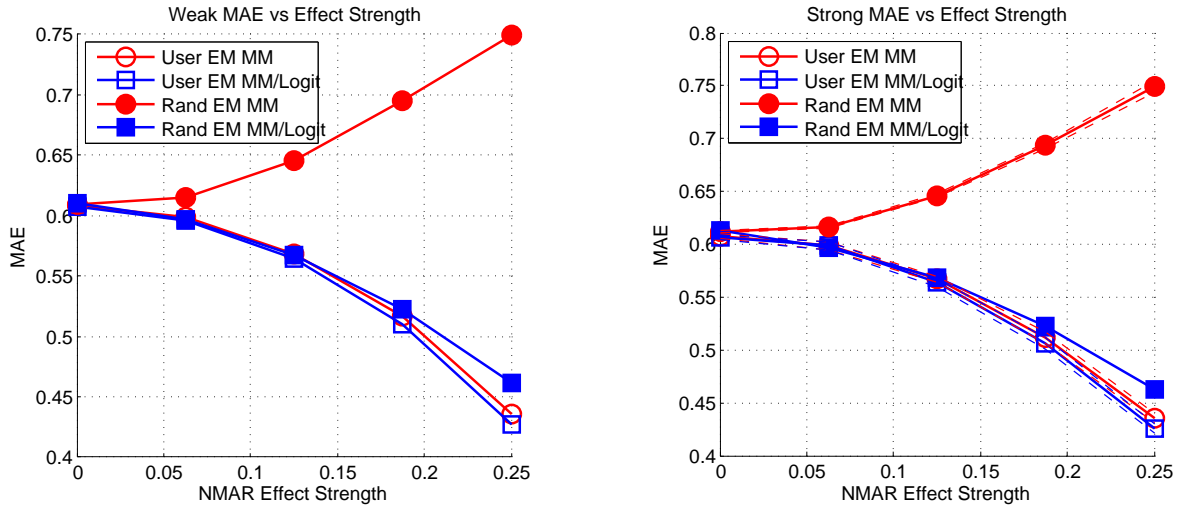 Weak MAE vs Effect Strength
0.75
0.7
0.65
0.6
0.55
0.5
0.45
0.4
MAE
User EM MM
User EM MM/Logit
Rand EM MM
Rand EM MM/Logit
0 0.05 0.1 0.15 0.2 0.25
NMAR Effect Strength
Strong MAE vs Effect Strength
0.8
0.75
0.7
0.65
0.6
0.55
0.5
0.45
0.4
MAE
User EM MM
User EM MM/Logit
Rand EM MM
Rand EM MM/Logit
0 0.05 0.1 0.15 0.2 0.25
NMAR Effect Strength